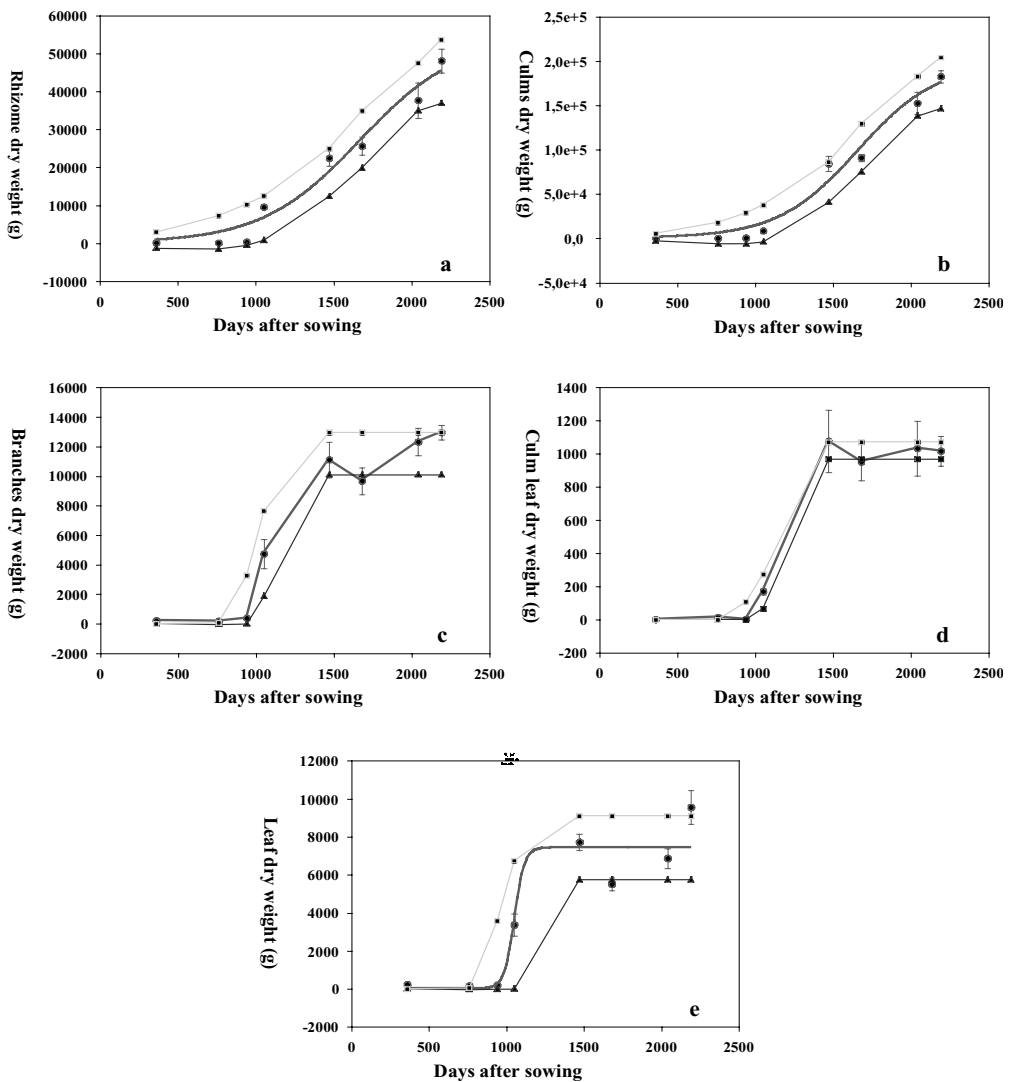 60000
50000
40000
30000
20000
10000
0
-10000
Rhizome dry weight (g)
a
0 500 1000 1500 2000 2500
Days after sowing
2,5e+5
2,0e+5
1,5e+5
1,0e+5
5,0e+4
0,0
-5,0e+4
Culms dry weight (g)
b
0 500 1000 1500 2000 2500
Days after sowing
16000
14000
12000
10000
8000
6000
4000
2000
0
-2000
Branches dry weight (g)
c
0 500 1000 1500 2000 2500
Days after sowing
1400
1200
1000
800
600
400
200
0
-200
Culm leaf dry weight (g)
d
0 500 1000 1500 2000 2500
Days after sowing
12000
10000
8000
6000
4000
2000
0
-2000
Leaf dry weight (g)
e
0 500 1000 1500 2000 2500
Days after sowing